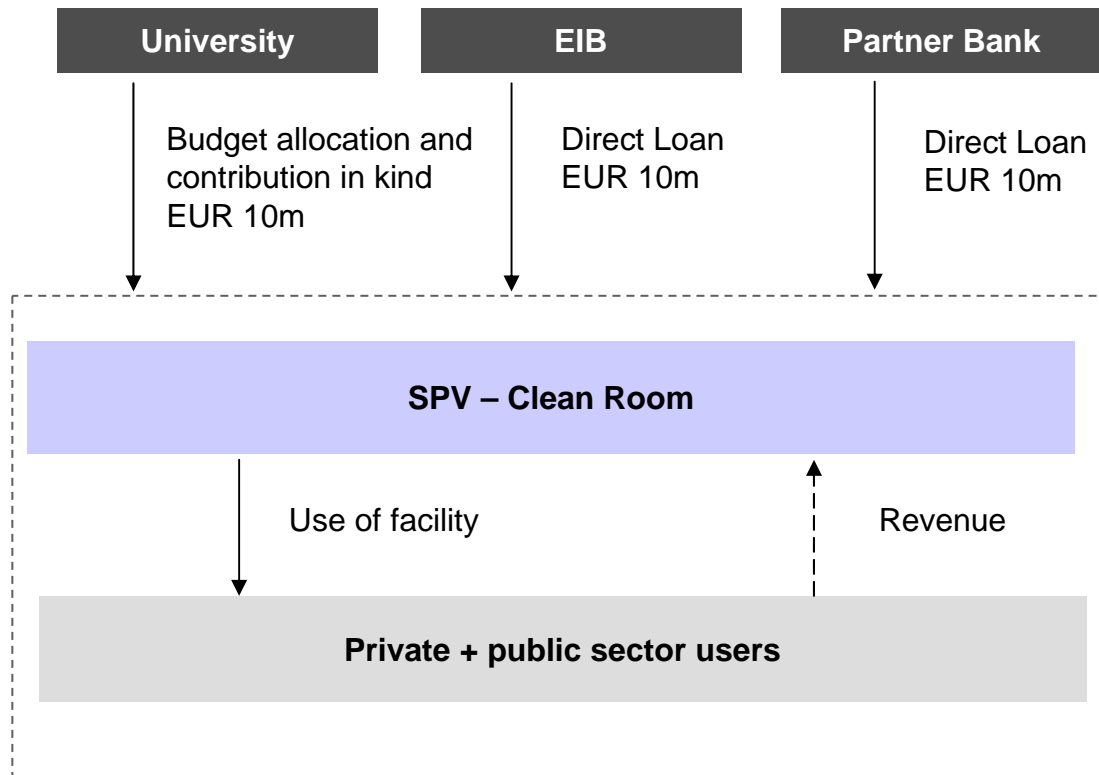 University
EIB
Partner Bank
Budget allocation and
contribution in kind
EUR 10m
Direct Loan
EUR 10m
Direct Loan
EUR 10m
SPV – Clean Room
Use of facility
Revenue
Private + public sector users